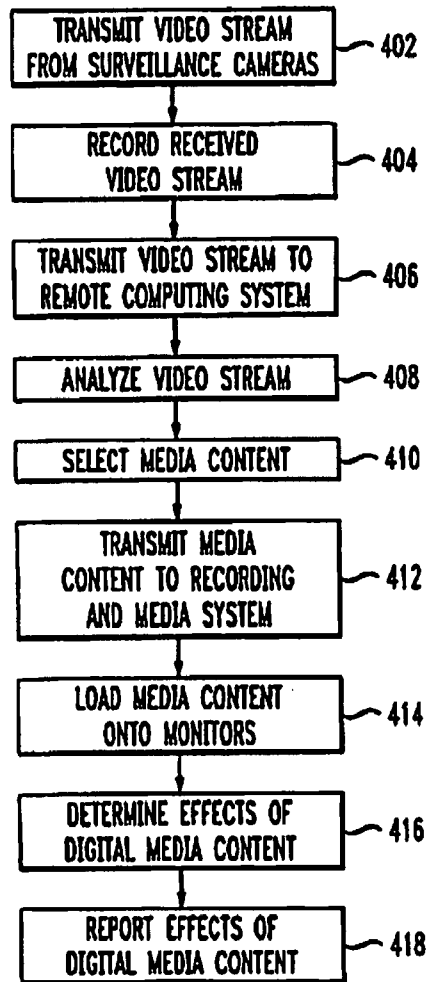 TRANSMIT VIDEO STREAM
FROM SURVEILLANCE CAMERAS
402
RECORD RECEIVED
VIDEO STREAM
404
TRANSMIT VIDEO STREAM TO
REMOTE COMPUTING SYSTEM
406
ANALYZE VIDEO STREAM
408
SELECT MEDIA CONTENT
410
TRANSMIT MEDIA
CONTENT TO RECORDING
AND MEDIA SYSTEM
412
LOAD MEDIA CONTENT
ONTO MONITORS
414
DETERMINE EFFECTS OF
DIGITAL MEDIA CONTENT
416
REPORT EFFECTS OF
DIGITAL MEDIA CONTENT
418